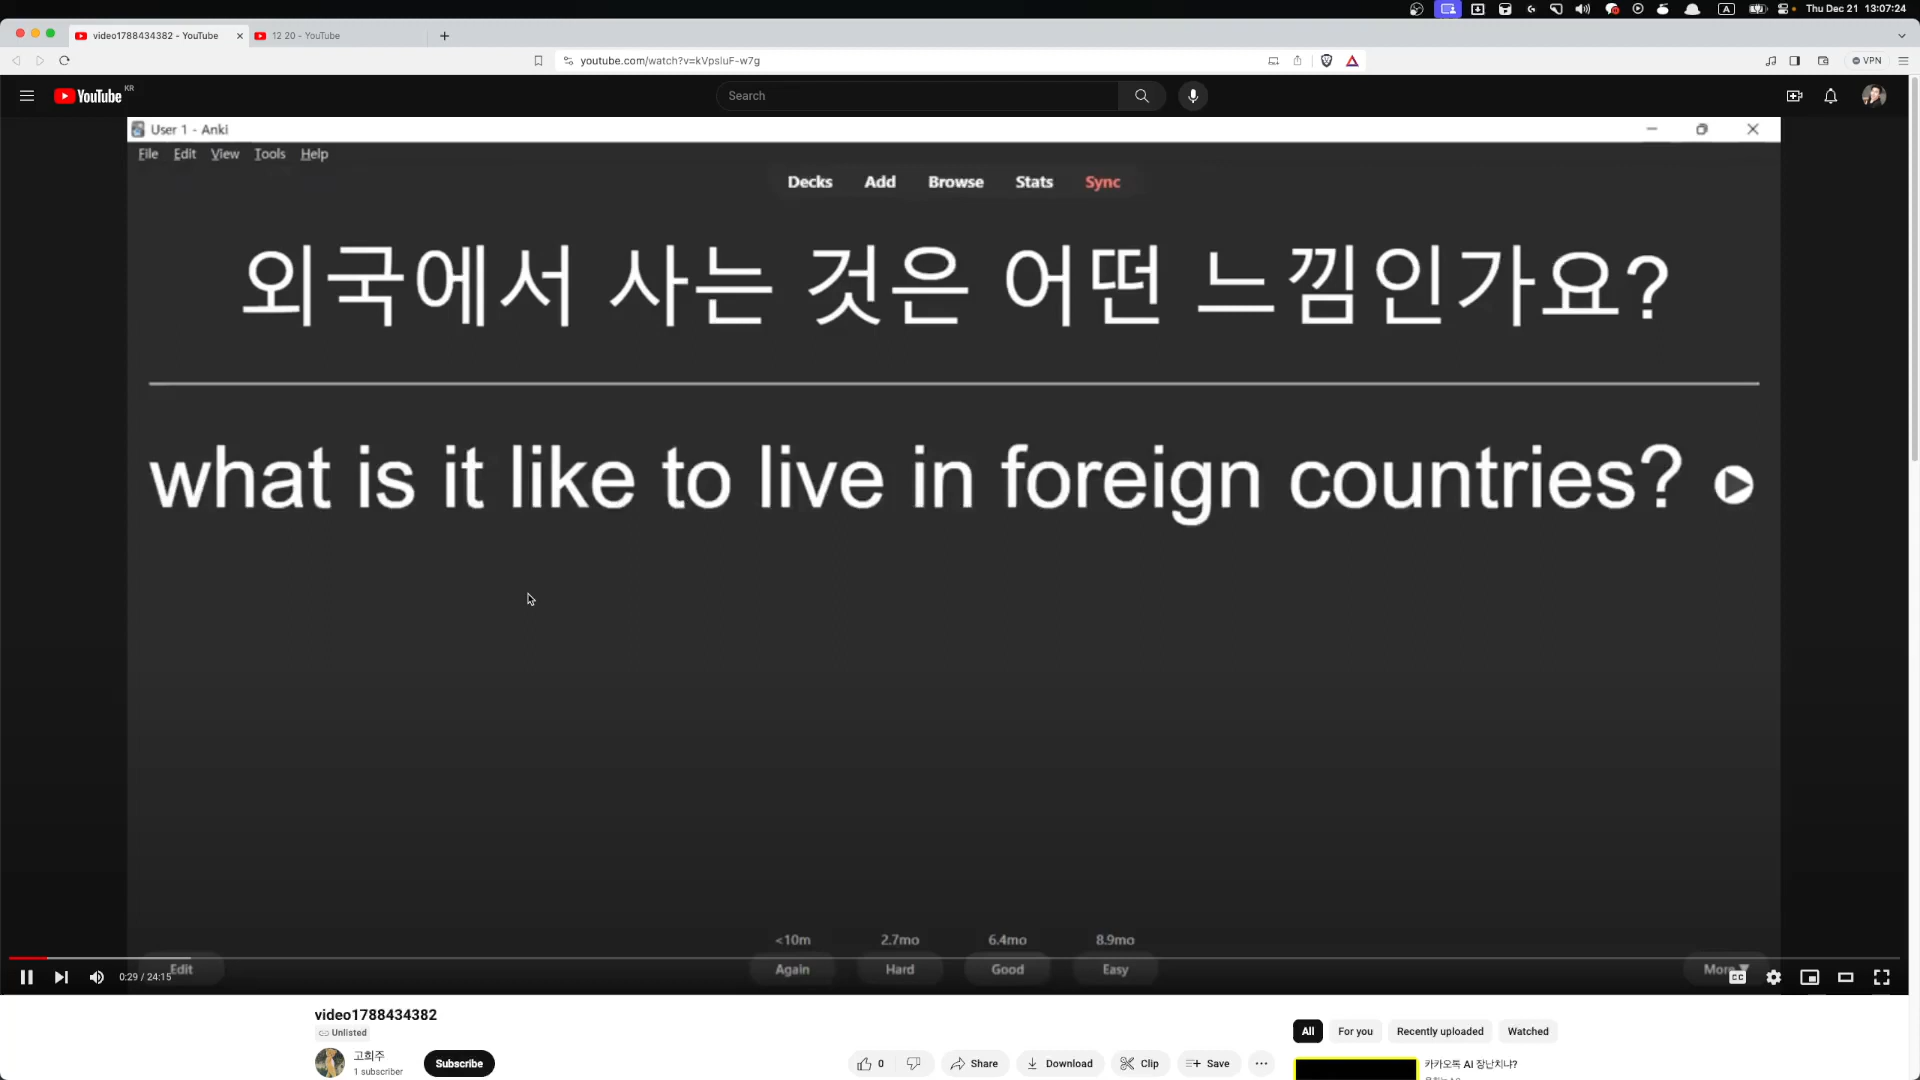 Thu Dec 21 13:07:24
video1788434382 - YouTube
12 20 - YouTube
youtube.com/watch?v=kVpsiuF-w7g
VPN
YouTube KR
Search
User 1 - Anki
File Edit View Tools Help
Decks Add Browse Stats Sync
외국에서 사는 것은 어떤 느낌인가요?
what is it like to live in foreign countries?
<10m 2.7mo 6.4mo 8.9mo
Edit Again Hard Good Easy More
0:29 / 24:15
video1788434382
Unlisted
고희주
1 subscriber
Subscribe
0 Share Download Clip Save
All For you Recently uploaded Watched
카카오톡 AI 장난치냐?